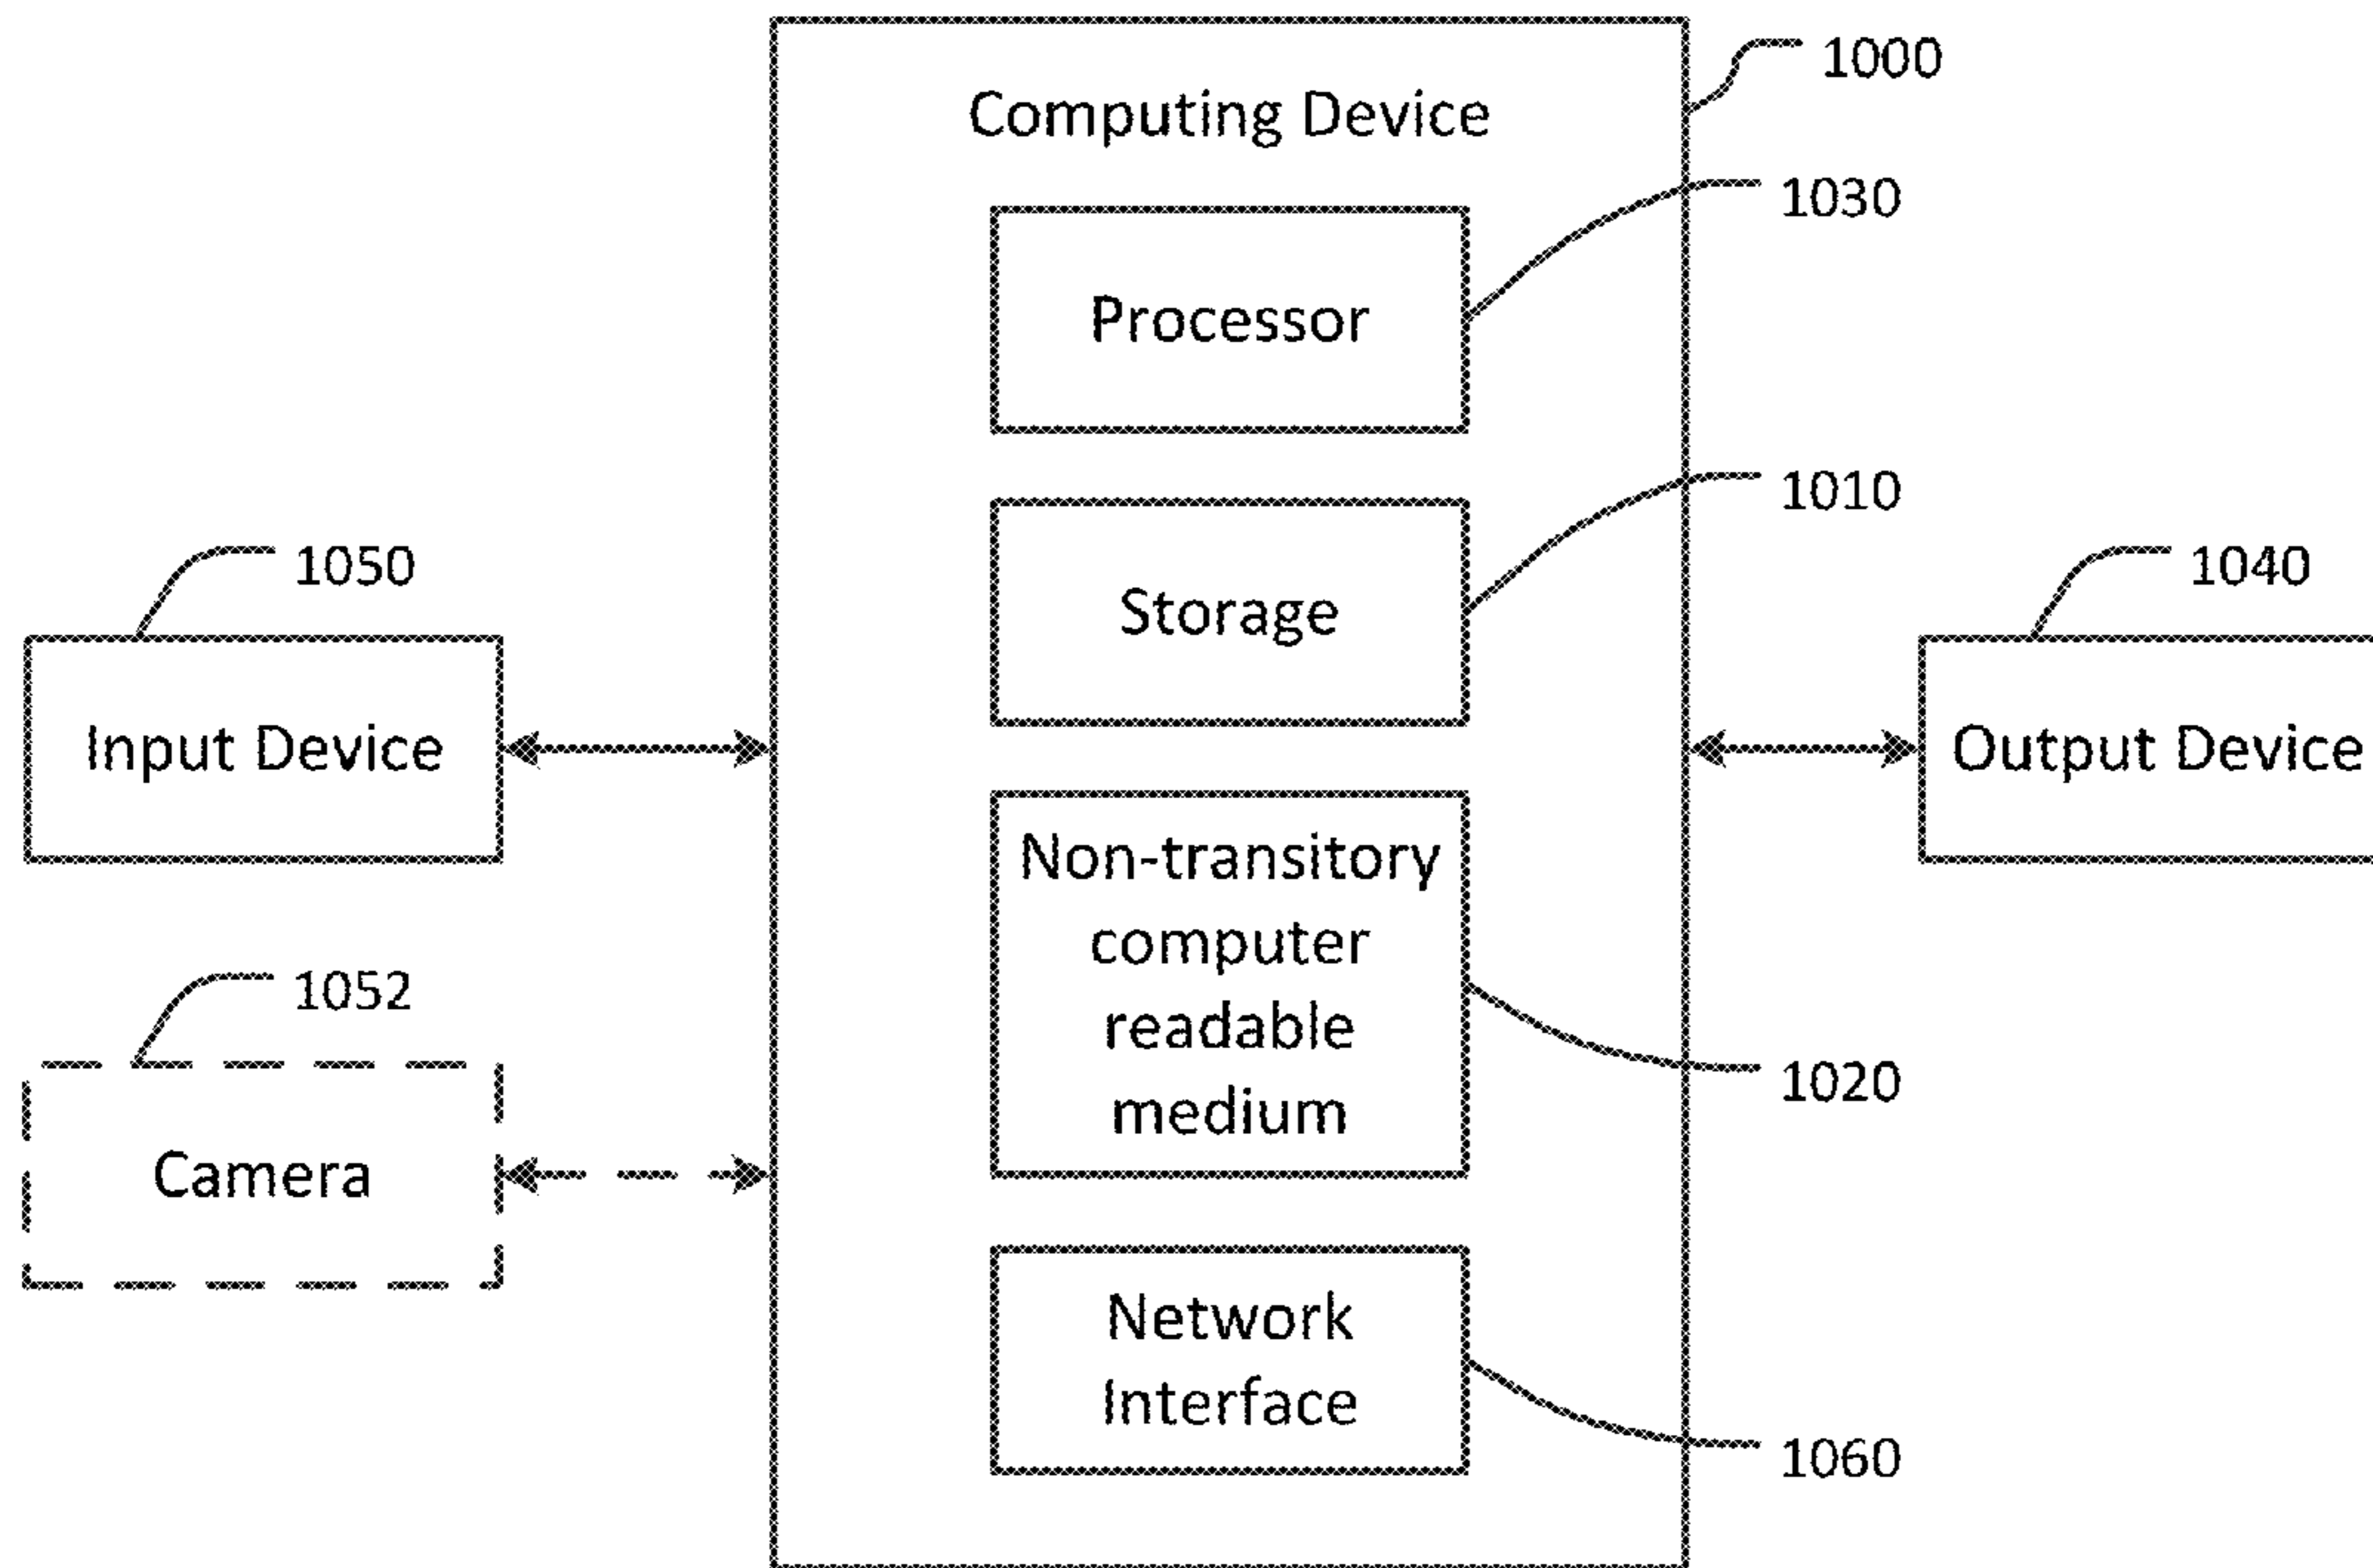 Computing Device
1000
Processor
1030
Storage
1010
1050
Input Device
1040
Output Device
Non-transitory
computer
readable
medium
1020
1052
Camera
Network
Interface
1060